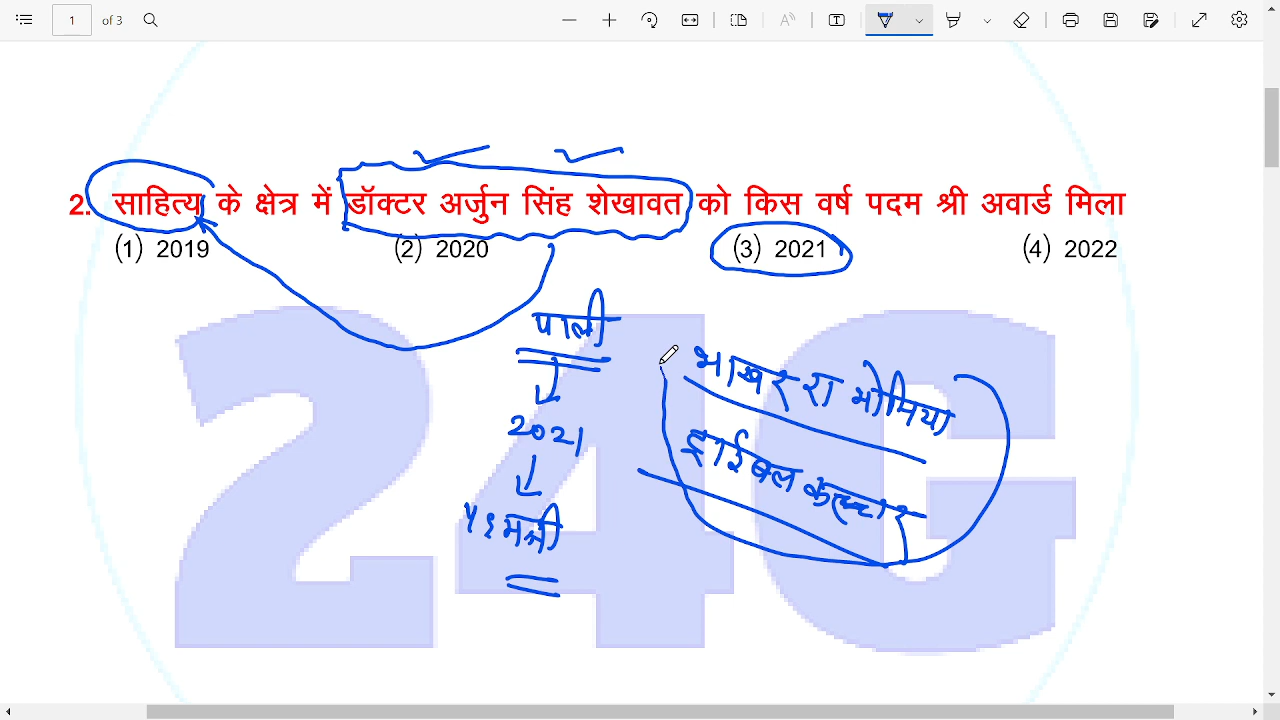 1 of 3
2. साहित्य के क्षेत्र में डॉक्टर अर्जुन सिंह शेखावत को किस वर्ष पदम श्री अवार्ड मिला
(1) 2019 (2) 2020 (3) 2021 (4) 2022
पाली
2021
भाखर रा भोमिया
ट्राईबल कल्चर
24G